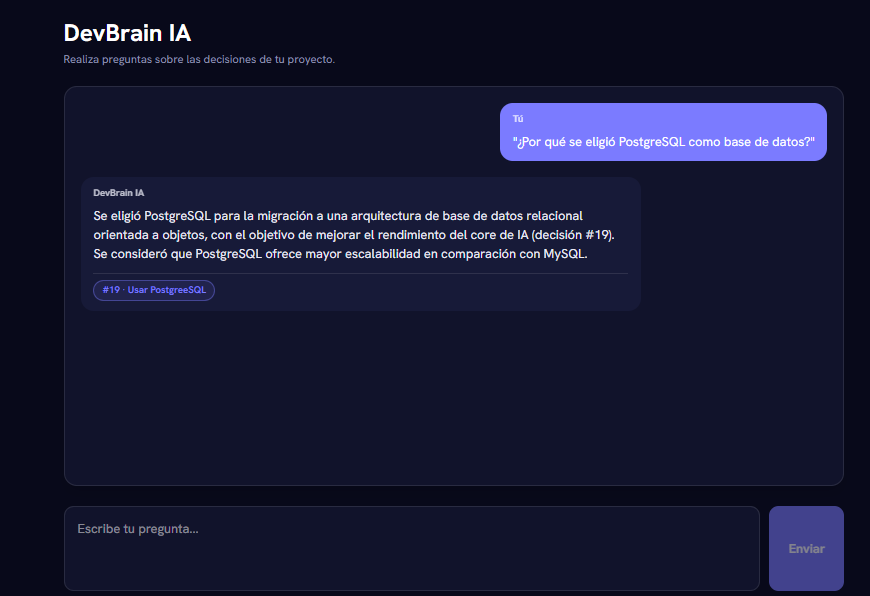 DevBrain IA
Realiza preguntas sobre las decisiones de tu proyecto.
Tú
"¿Por qué se eligió PostgreSQL como base de datos?"
DevBrain IA
Se eligió PostgreSQL para la migración a una arquitectura de base de datos relacional
orientada a objetos, con el objetivo de mejorar el rendimiento del core de IA (decisión #19).
Se consideró que PostgreSQL ofrece mayor escalabilidad en comparación con MySQL.
#19 · Usar PostgreeSQL
Escribe tu pregunta...
Enviar